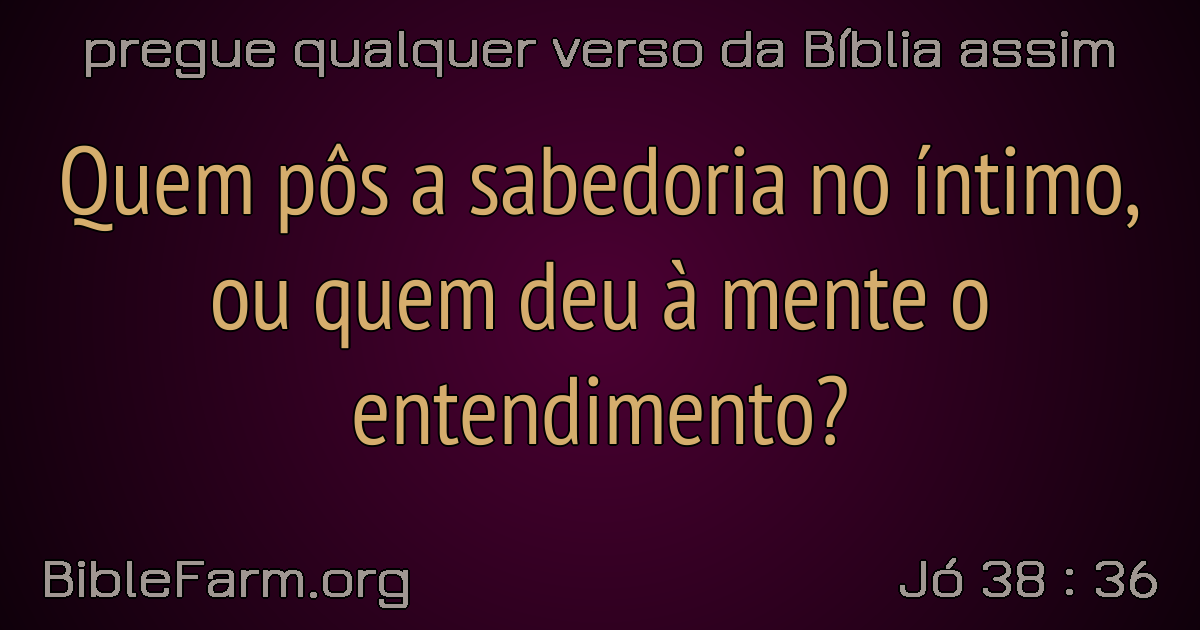 pregue qualquer verso da Bíblia assim
Quem pôs a sabedoria no íntimo,
ou quem deu à mente o
entendimento?
BibleFarm.org
Jó 38 : 36